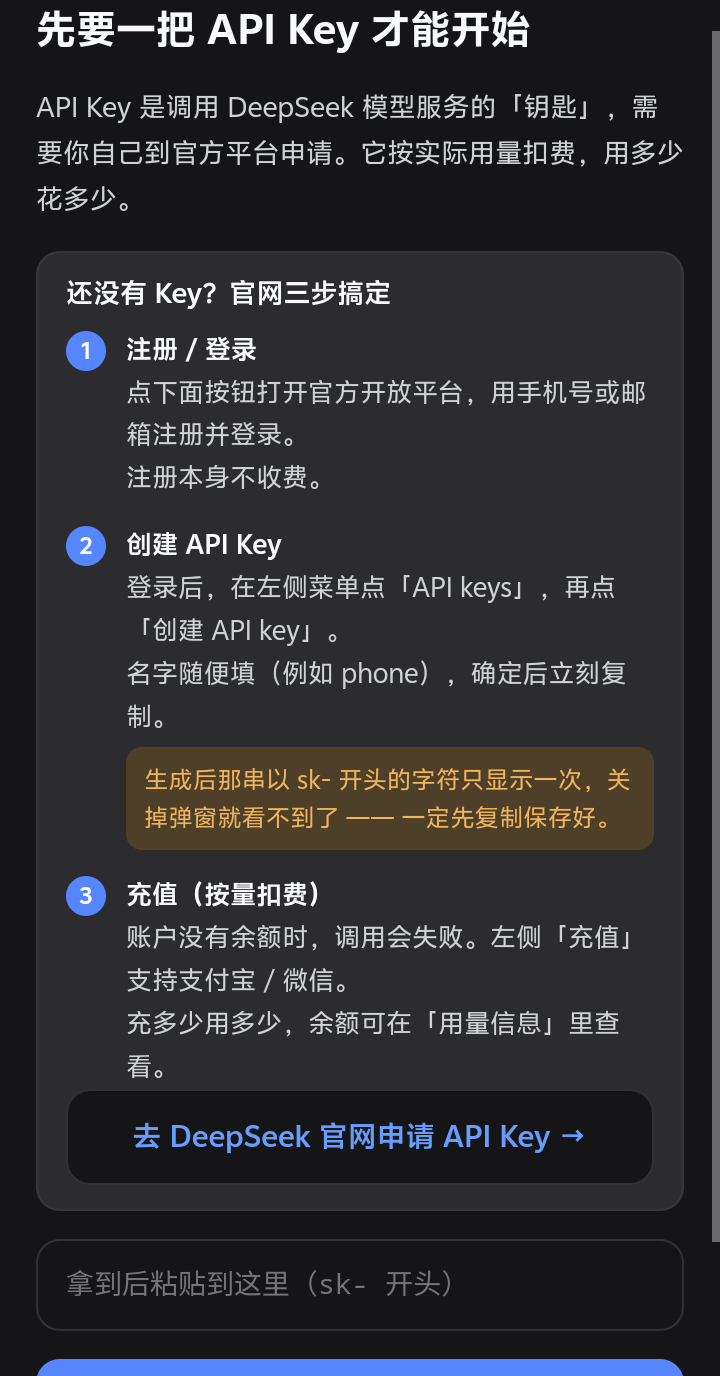 先要一把 API Key 才能开始
API Key 是调用 DeepSeek 模型服务的「钥匙」，需
要你自己到官方平台申请。它按实际用量扣费，用多少
花多少。
还没有 Key？官网三步搞定
1 注册 / 登录
点下面按钮打开官方开放平台，用手机号或邮
箱注册并登录。
注册本身不收费。
2 创建 API Key
登录后，在左侧菜单点「API keys」，再点
「创建 API key」。
名字随便填（例如 phone），确定后立刻复
制。
生成后那串以 sk- 开头的字符只显示一次，关
掉弹窗就看不到了 —— 一定先复制保存好。
3 充值（按量扣费）
账户没有余额时，调用会失败。左侧「充值」
支持支付宝 / 微信。
充多少用多少，余额可在「用量信息」里查
看。
去 DeepSeek 官网申请 API Key →
拿到后粘贴到这里（sk- 开头）